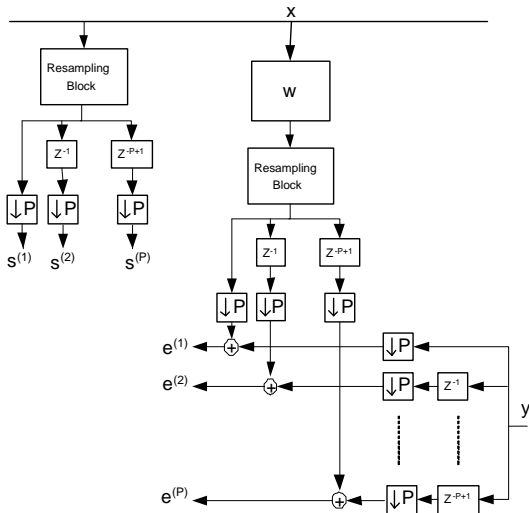 x
Resampling
Block
w
Z⁻¹
Z⁻ᴾ⁺¹
↓P
↓P
↓P
s⁽¹⁾
s⁽²⁾
s⁽ᴾ⁾
Resampling
Block
Z⁻¹
Z⁻ᴾ⁺¹
↓P
↓P
↓P
e⁽¹⁾
+
↓P
e⁽²⁾
+
↓P
Z⁻¹
y
e⁽ᴾ⁾
+
↓P
Z⁻ᴾ⁺¹